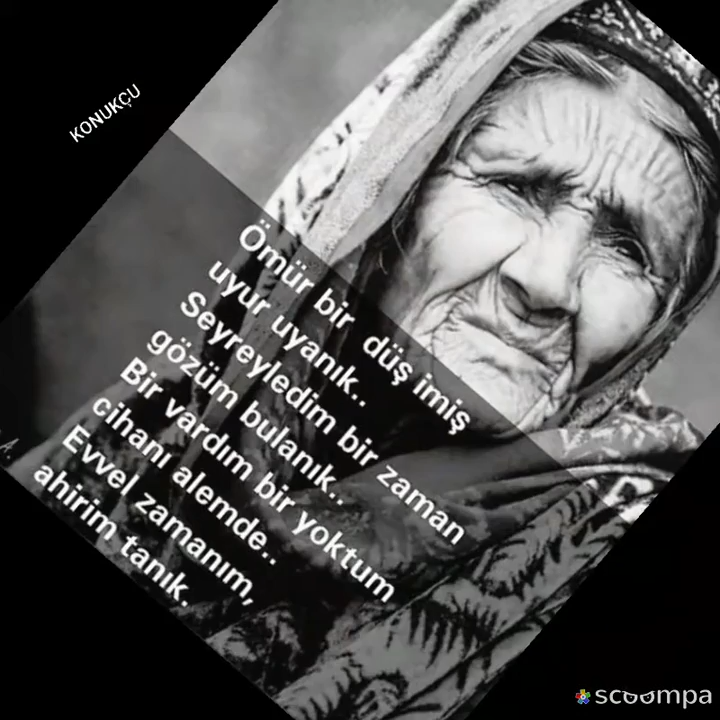 KONUKÇU
Ömür bir düş imiş
uyur uyanık..
Seyreyledim bir zaman
gözüm bulanık..
Bir vardım bir yoktum
cihanı alemde..
Evvel zamanım,
ahirim tanık.
A.
scoompa